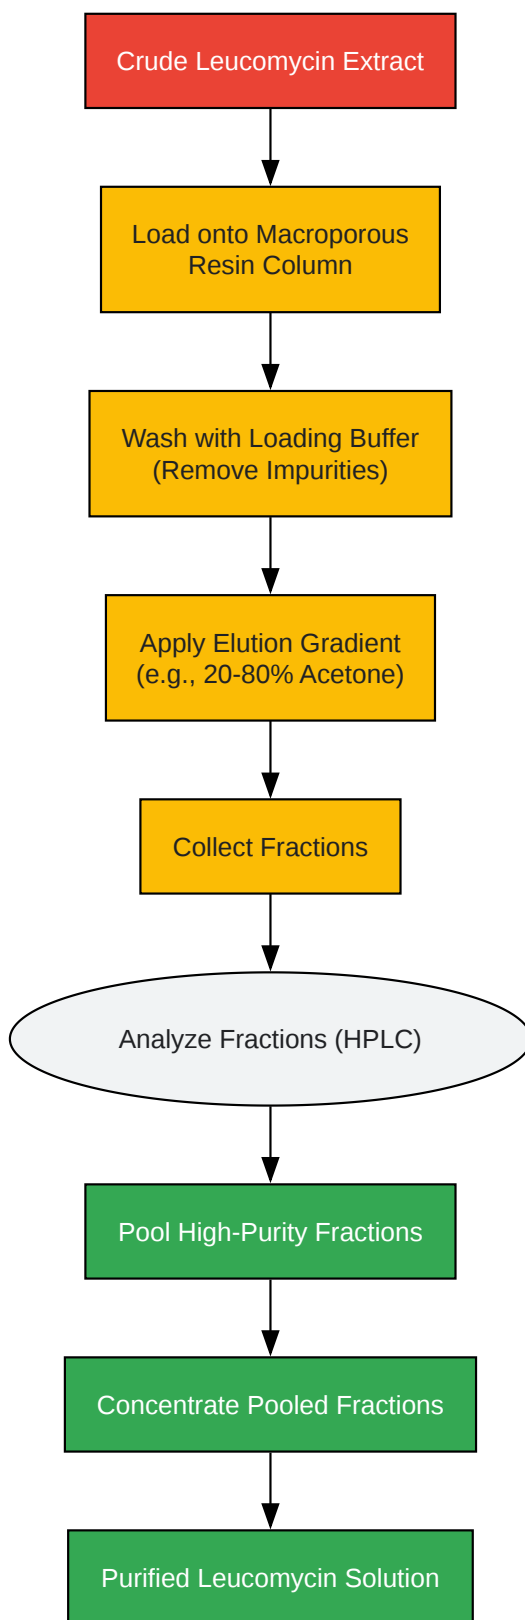 Crude Leucomycin Extract
Load onto Macroporous
Resin Column
Wash with Loading Buffer
(Remove Impurities)
Apply Elution Gradient
(e.g., 20-80% Acetone)
Collect Fractions
Analyze Fractions (HPLC)
Pool High-Purity Fractions
Concentrate Pooled Fractions
Purified Leucomycin Solution